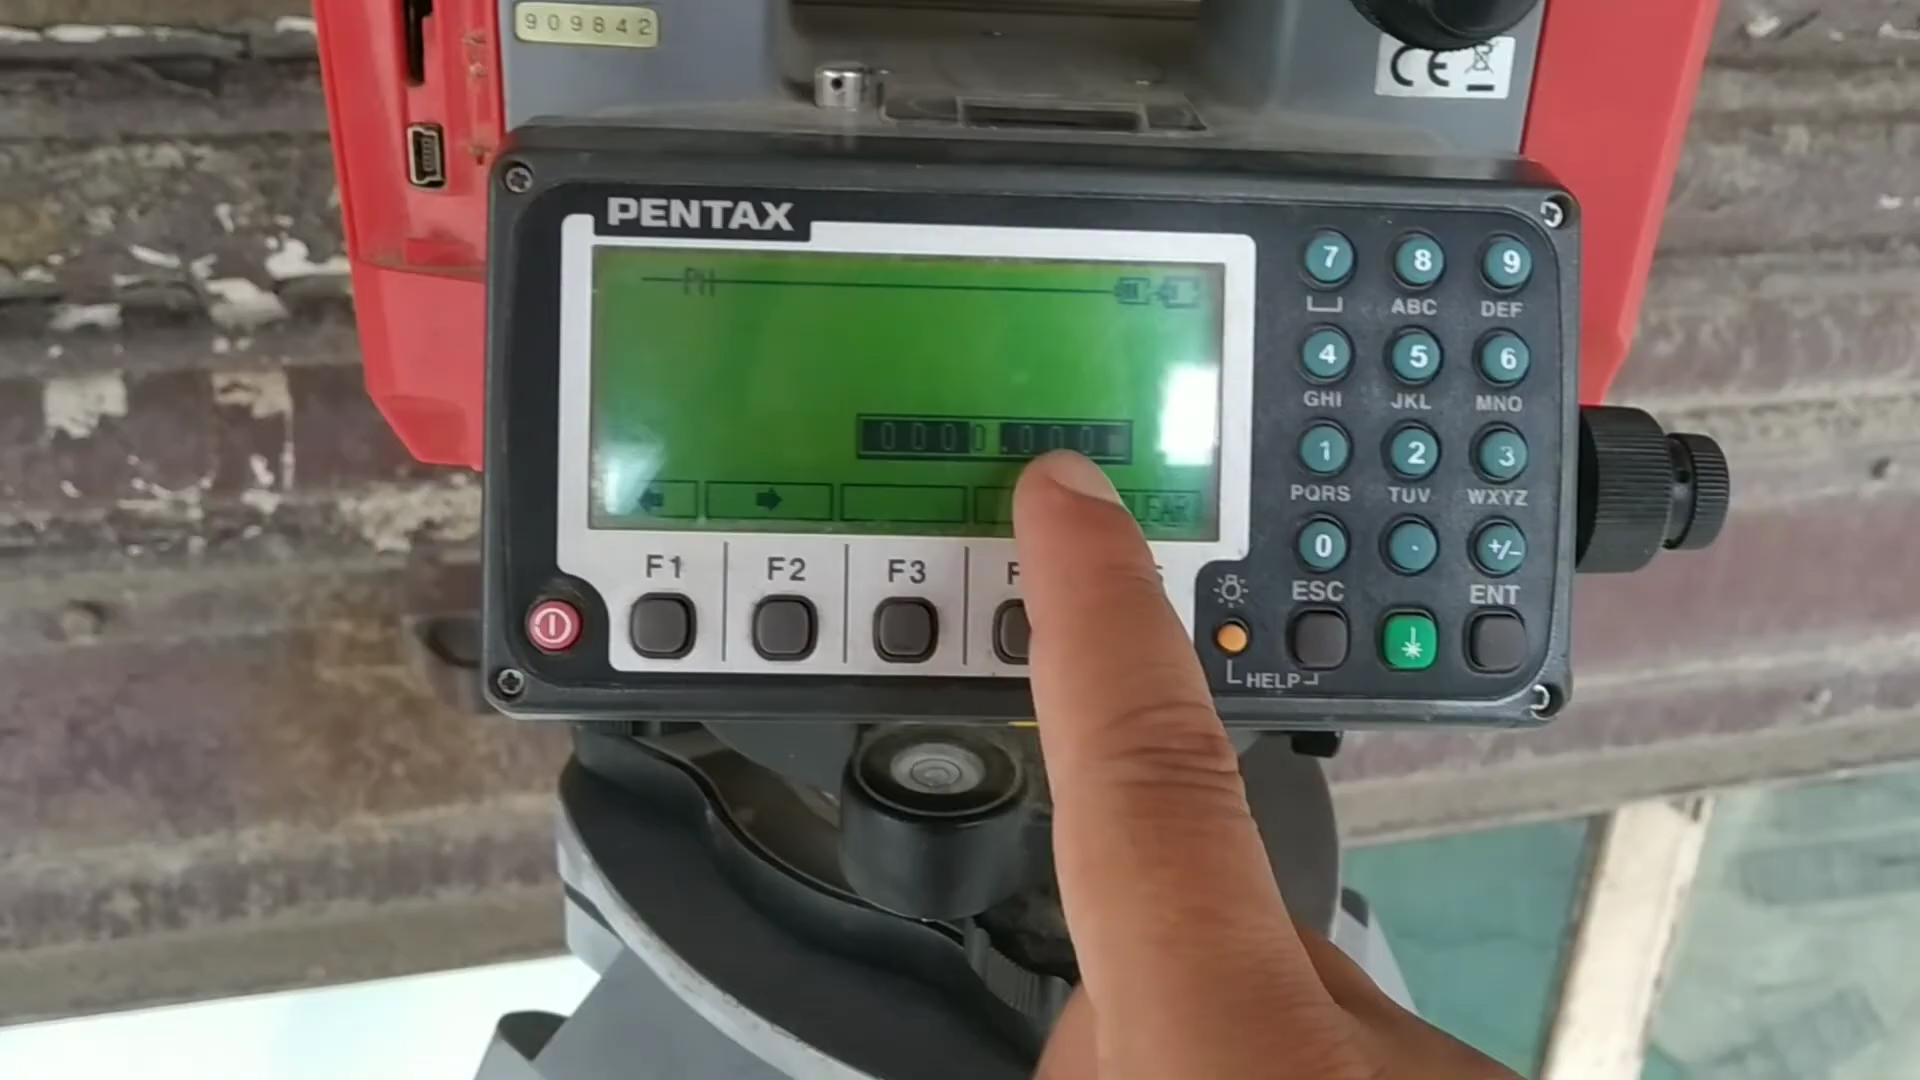 909842
CE
PENTAX
PH
0000.000
CLEAR
F1 F2 F3
7 8 9
ABC DEF
4 5 6
GHI JKL MNO
1 2 3
PQRS TUV WXYZ
0 . +/-
ESC ENT
HELP